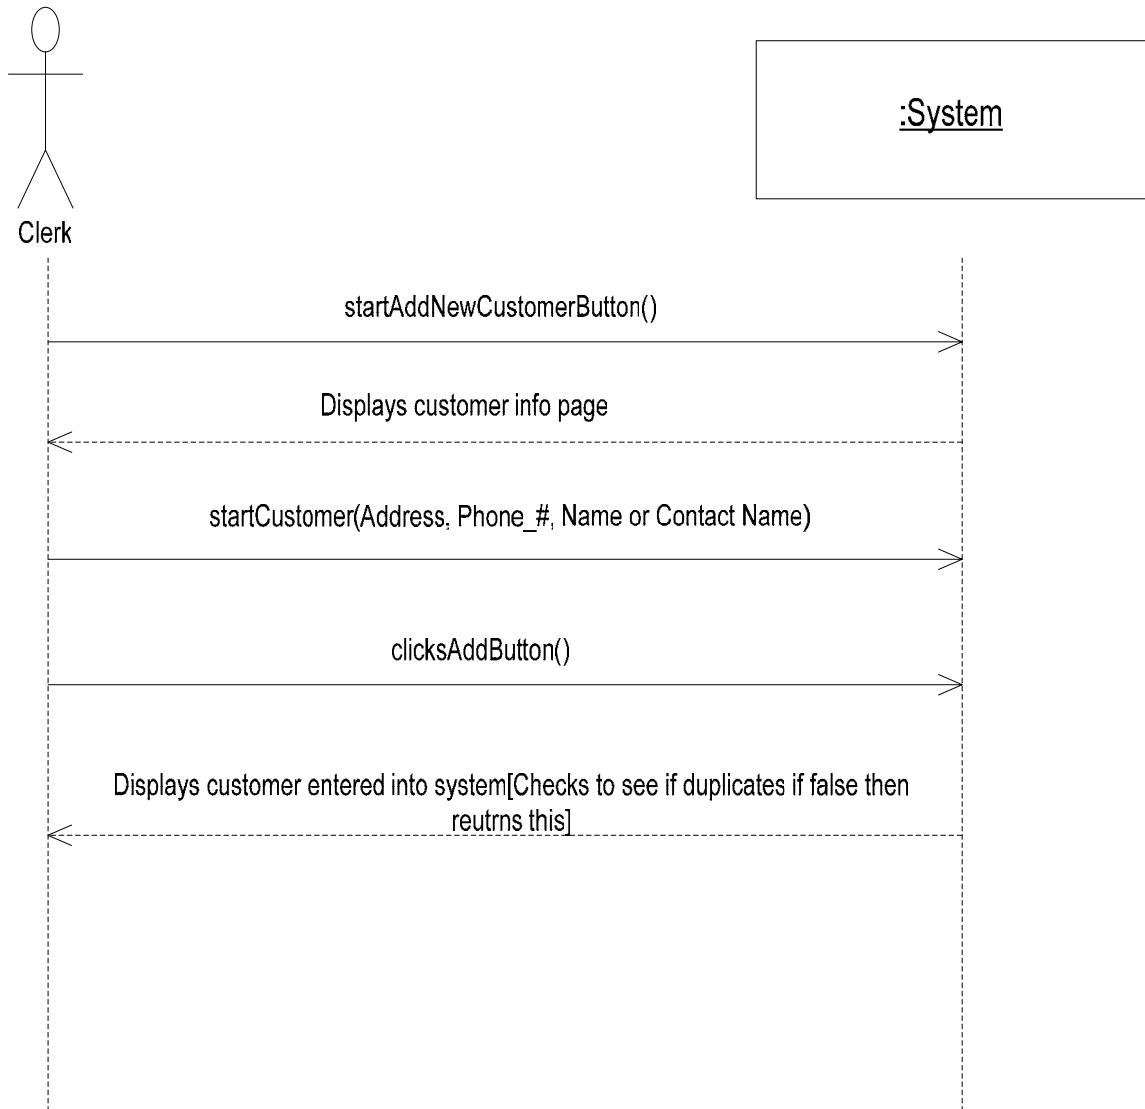 :System
Clerk
startAddNewCustomerButton()
Displays customer info page
startCustomer(Address, Phone_#, Name or Contact Name)
clicksAddButton()
Displays customer entered into system[Checks to see if duplicates if false then
reutrns this]